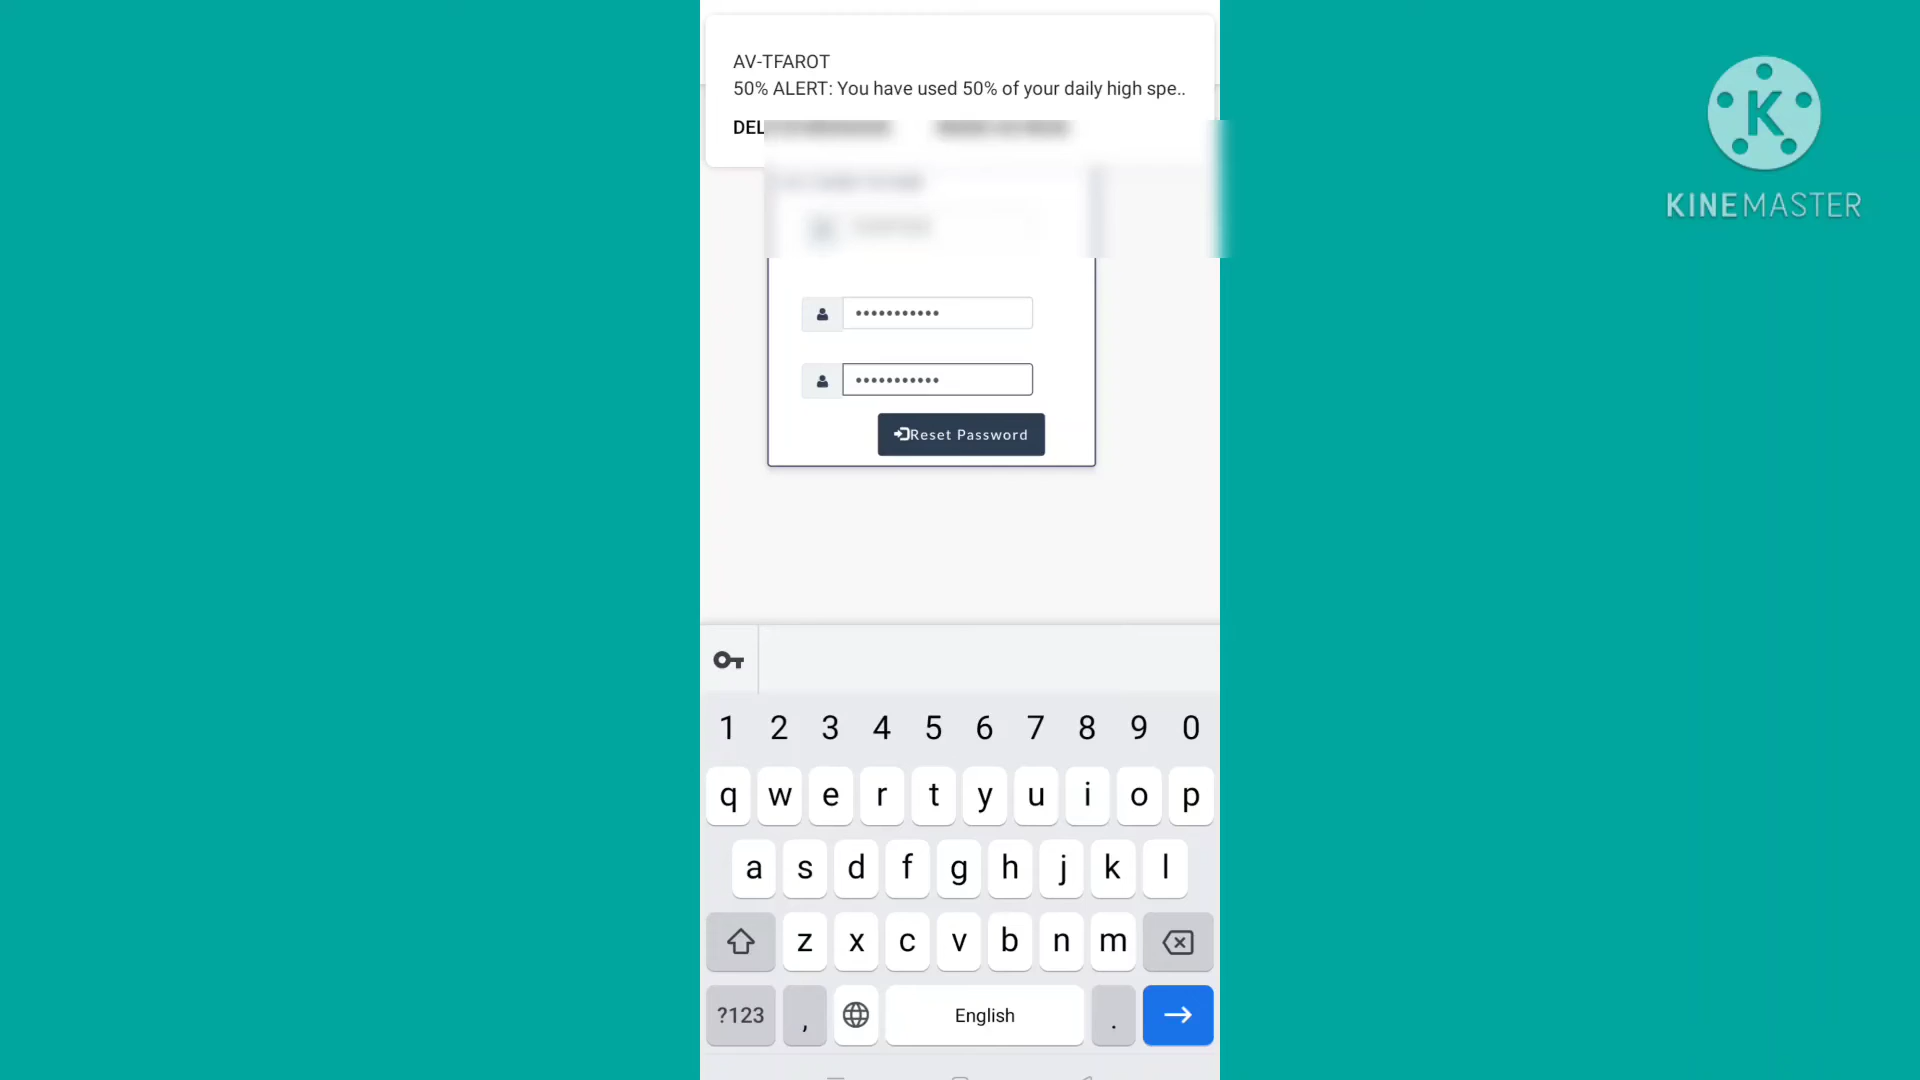 AV-TFAROT
50% ALERT: You have used 50% of your daily high spe..
DEL
K
KINEMASTER
•••••••••••
•••••••••••
Reset Password
1 2 3 4 5 6 7 8 9 0
q w e r t y u i o p
a s d f g h j k l
z x c v b n m
?123 , English .